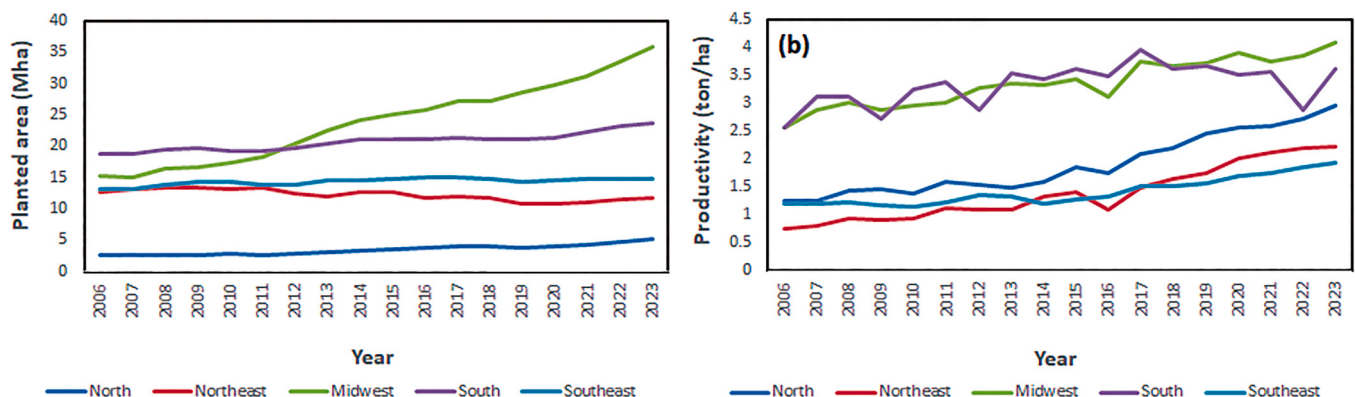 Planted area (Mha)
40
35
30
25
20
15
10
5
0
2006 2007 2008 2009 2010 2011 2012 2013 2014 2015 2016 2017 2018 2019 2020 2021 2022 2023
Year
North Northeast Midwest South Southeast
(b)
Productivity (ton/ha)
4.5
4
3.5
3
2.5
2
1.5
1
0.5
0
2006 2007 2008 2009 2010 2011 2012 2013 2014 2015 2016 2017 2018 2019 2020 2021 2022 2023
Year
North Northeast Midwest South Southeast